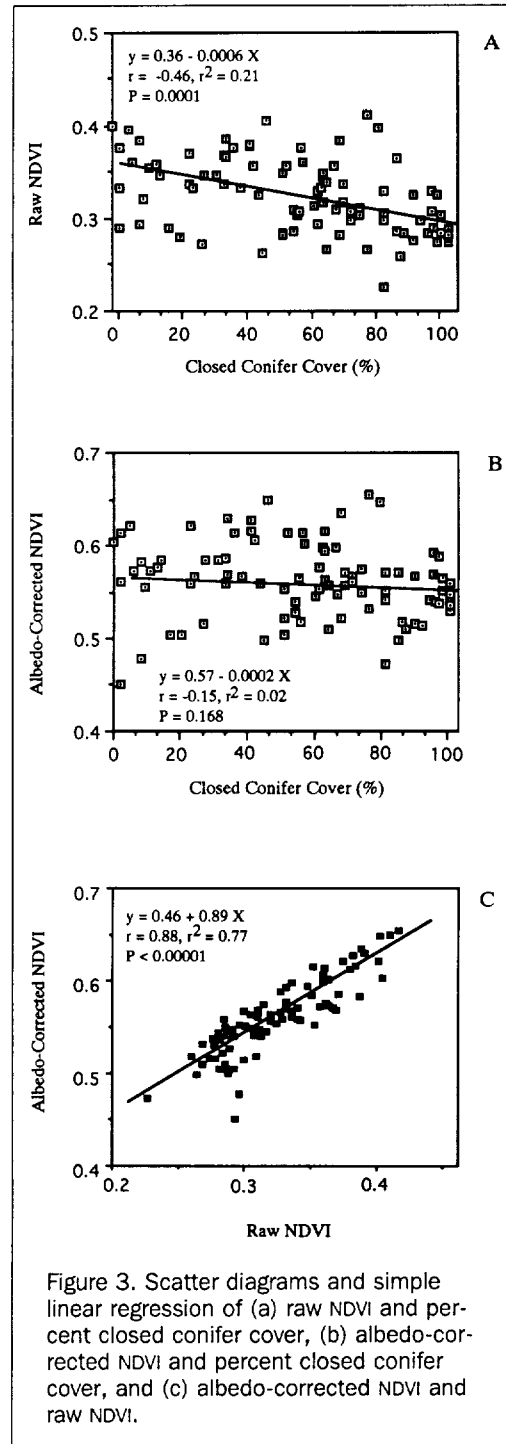 A
y = 0.36 - 0.0006 X
r = -0.46, r² = 0.21
P = 0.0001
Raw NDVI
0.5
0.4
0.3
0.2
0 20 40 60 80 100
Closed Conifer Cover (%)
B
Albedo-Corrected NDVI
0.7
0.6
0.5
0.4
y = 0.57 - 0.0002 X
r = -0.15, r² = 0.02
P = 0.168
0 20 40 60 80 100
Closed Conifer Cover (%)
C
y = 0.46 + 0.89 X
r = 0.88, r² = 0.77
P < 0.00001
Albedo-Corrected NDVI
0.7
0.6
0.5
0.4
0.2 0.3 0.4
Raw NDVI
Figure 3. Scatter diagrams and simple
linear regression of (a) raw NDVI and per-
cent closed conifer cover, (b) albedo-cor-
rected NDVI and percent closed conifer
cover, and (c) albedo-corrected NDVI and
raw NDVI.